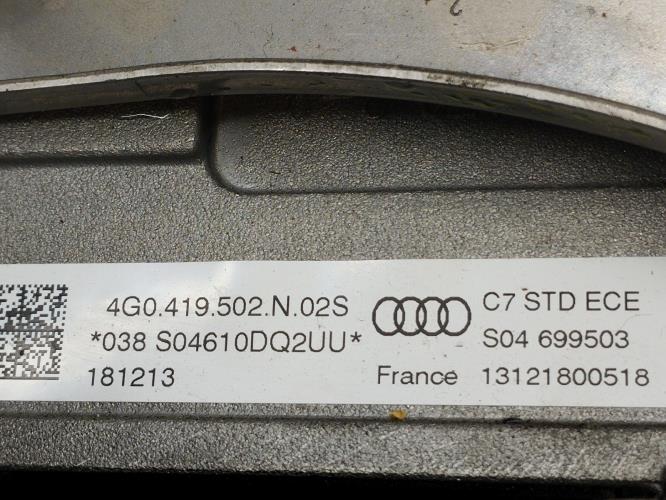 4G0.419.502.N.02S
*038 S04610DQ2UU*
181213
C7 STD ECE
S04 699503
France 13121800518